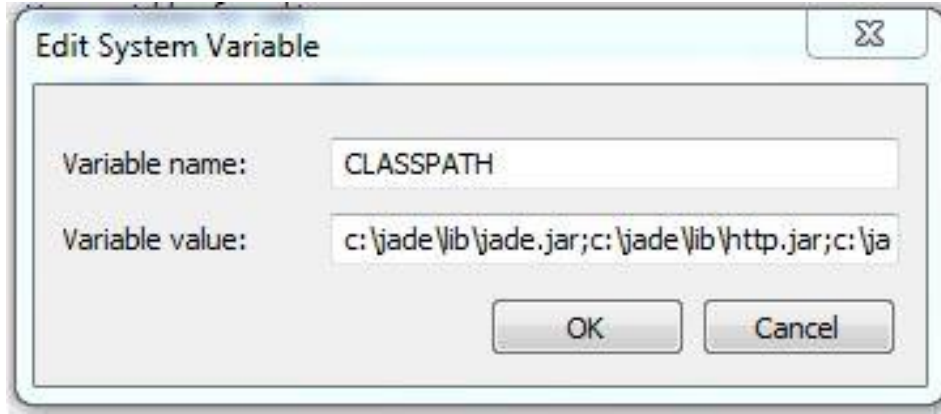 Edit System Variable
Variable name: CLASSPATH
Variable value: c:\jade\lib\jade.jar;c:\jade\lib\http.jar;c:\ja
OK Cancel